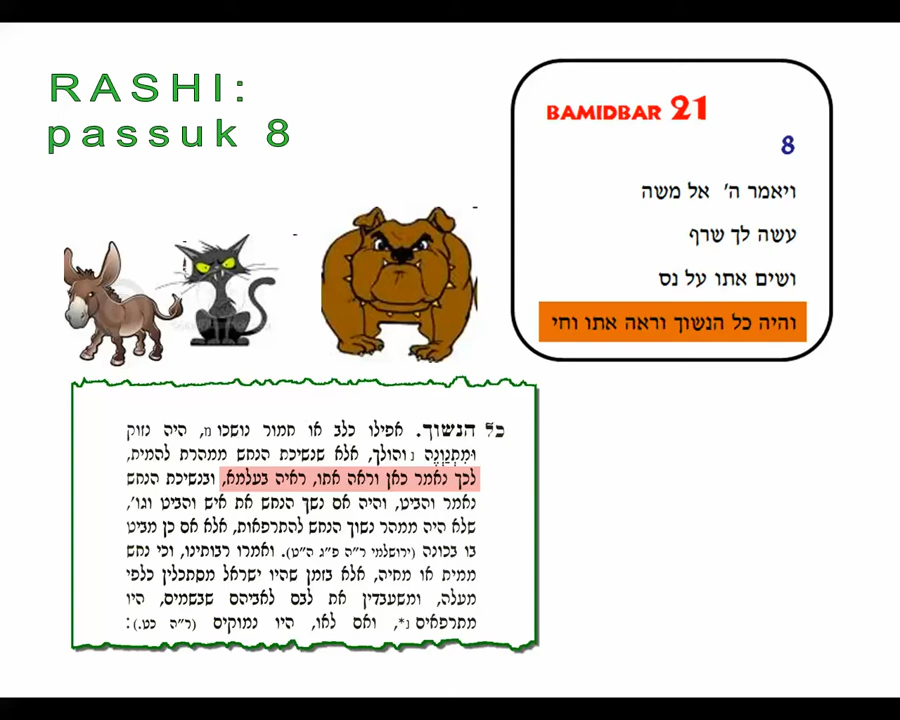 RASHI:
passuk 8
BAMIDBAR 21
8
ויאמר ה' אל משה
עשה לך שרף
ושים אתו על נס
והיה כל הנשוך וראה אתו וחי
כל הנשוך. אפילו כלב או חמור נושכו מ, היה נזוק
וּמִתְנַוְנֶה נ והולך, אלא שנשיכת הנחש ממהרת להמית,
לכך נאמר כאן וראה אתו, ראיה בעלמא, ובנשיכת הנחש
נאמר והביט, והיה אם נשך הנחש את איש והביט וגו',
שלא היה ממהר נשוך הנחש להתרפאות, אלא אם כן מביט
בו בכונה (ירושלמי ר"ה פ"ג ה"ט). ואמרו רבותינו, וכי נחש
ממית או מחיה, אלא בזמן שהיו ישראל מסתכלין כלפי
מעלה, ומשעבדין את לבם לאביהם שבשמים, היו
מתרפאים נ*, ואם לאו, היו נמוקים (ר"ה כט.):